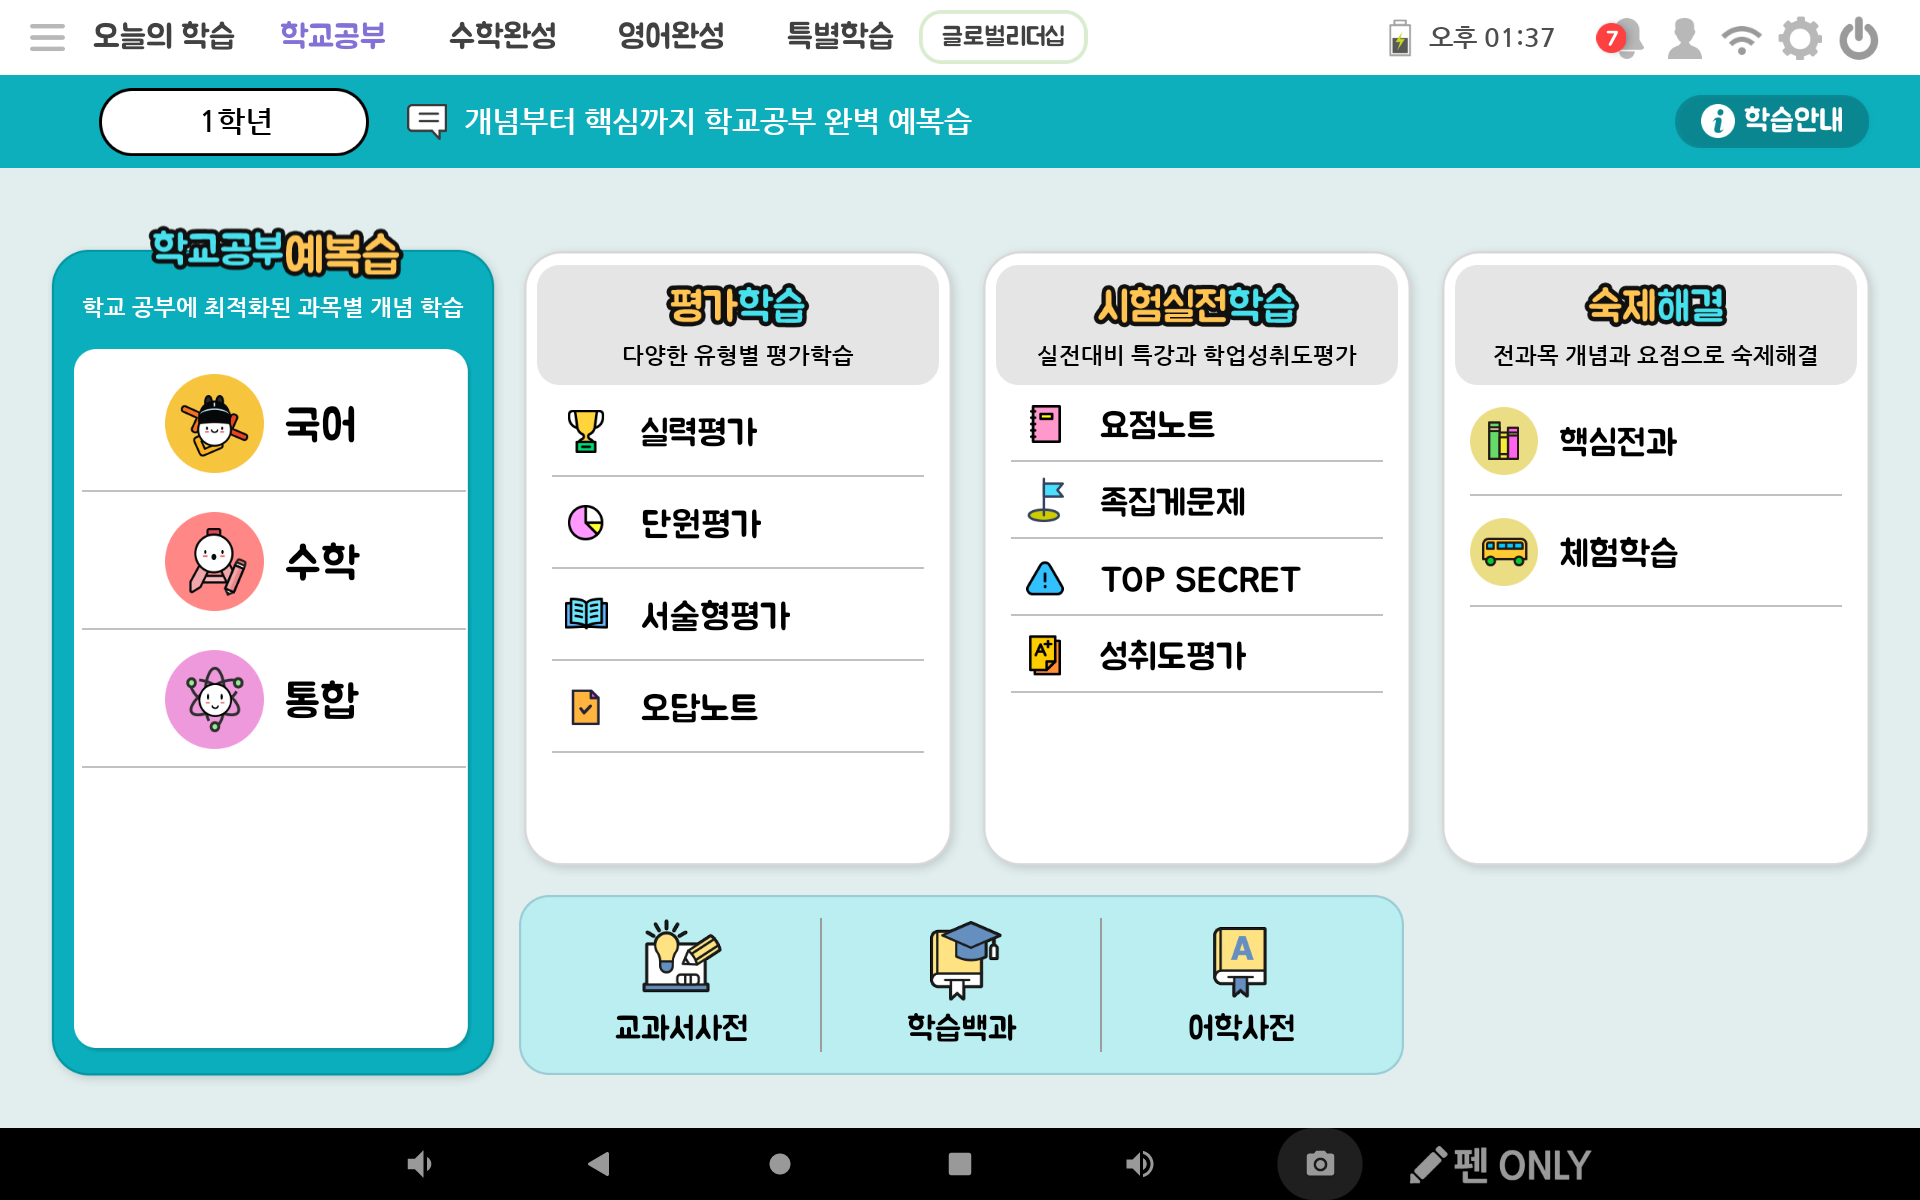 오늘의 학습
학교공부
수학완성
영어완성
특별학습
글로벌리더십
오후 01:37
7
1학년
개념부터 핵심까지 학교공부 완벽 예복습
i 학습안내
학교공부예복습
학교 공부에 최적화된 과목별 개념 학습
국어
수학
통합
평가학습
다양한 유형별 평가학습
실력평가
단원평가
서술형평가
오답노트
시험실전학습
실전대비 특강과 학업성취도평가
요점노트
족집게문제
TOP SECRET
A+
성취도평가
숙제해결
전과목 개념과 요점으로 숙제해결
핵심전과
체험학습
교과서사전
학습백과
A
어학사전
펜 ONLY